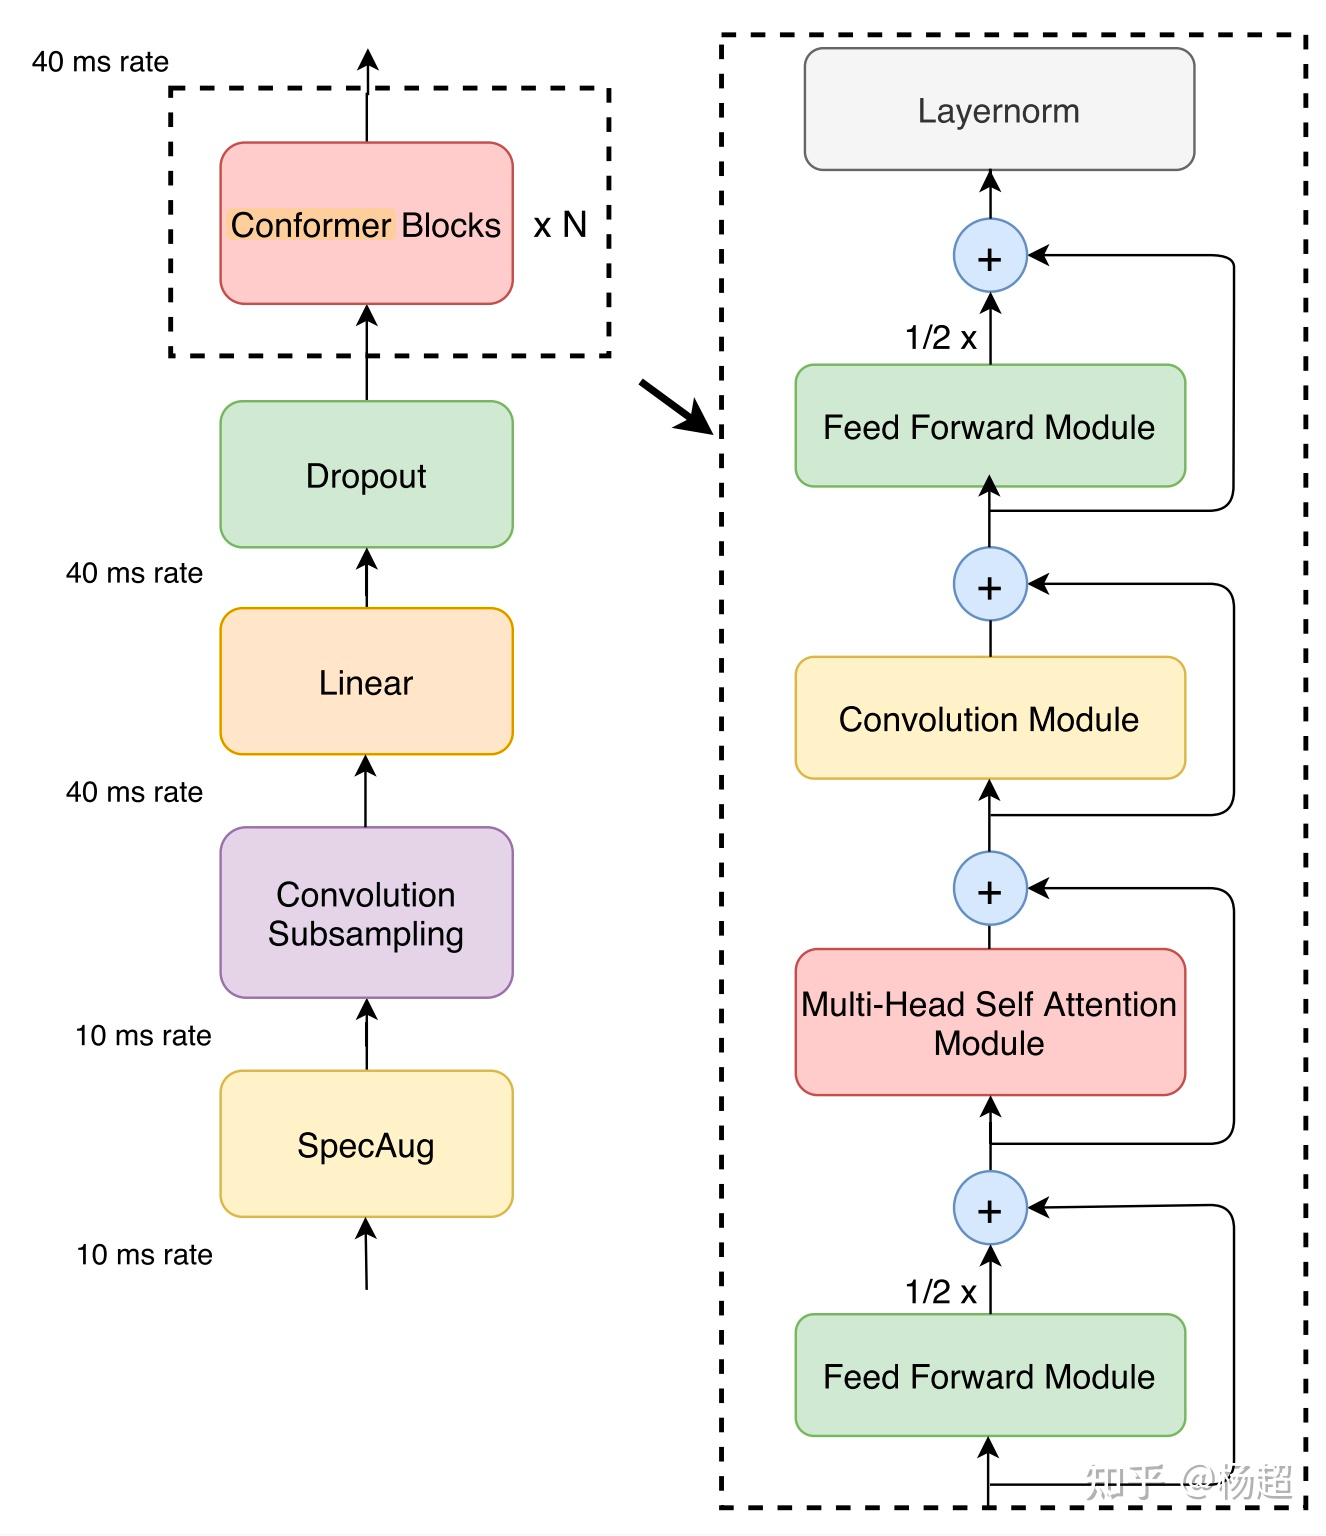 40 ms rate
Conformer Blocks
x N
Dropout
40 ms rate
Linear
40 ms rate
Convolution
Subsampling
10 ms rate
SpecAug
10 ms rate
Layernorm
+
1/2 x
Feed Forward Module
+
Convolution Module
+
Multi-Head Self Attention
Module
+
1/2 x
Feed Forward Module
知乎 @杨超